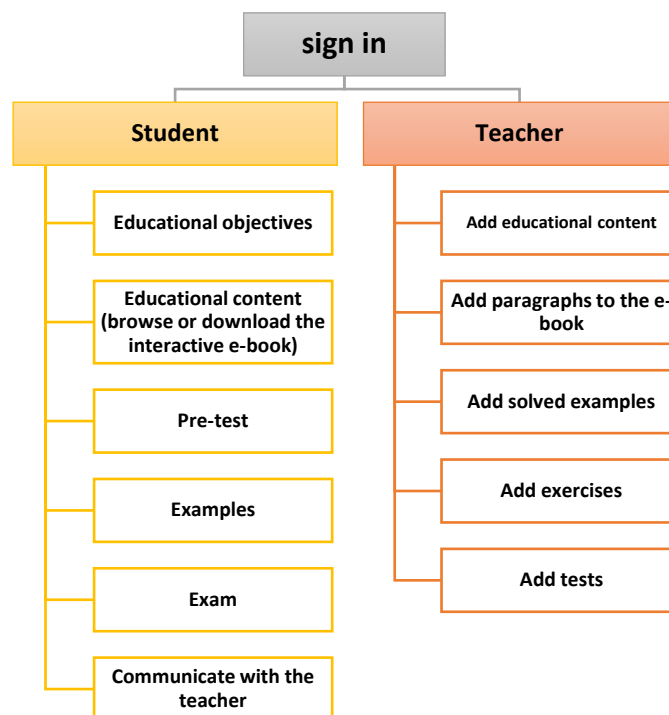 sign in
Student
Educational objectives
Educational content
(browse or download the
interactive e-book)
Pre-test
Examples
Exam
Communicate with the
teacher
Teacher
Add educational content
Add paragraphs to the e-
book
Add solved examples
Add exercises
Add tests